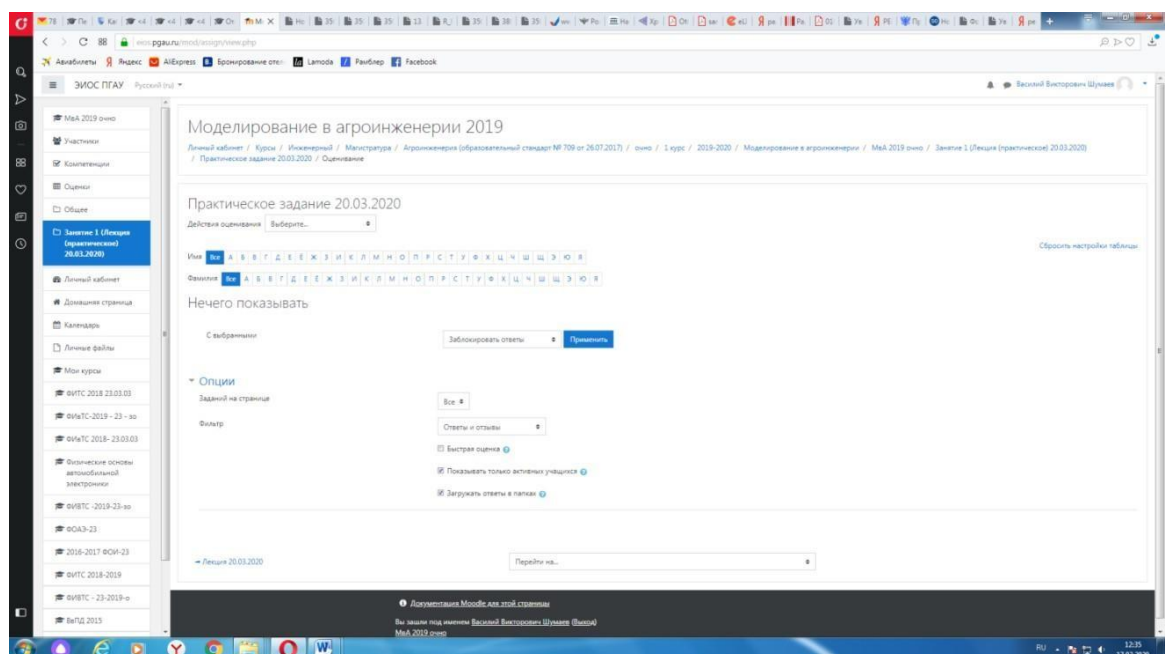 eios.pgau.ru/mod/assign/view.php
Авиабилеты Яндекс AliExpress Бронирование отел Lamoda Рамблер Facebook
ЭИОС ПГАУ Русский (ru)
Василий Викторович Шумаев
МвА 2019 очно
Участники
Компетенции
Оценки
Общее
Занятие 1 (Лекция
(практическое)
20.03.2020)
Личный кабинет
Домашняя страница
Календарь
Личные файлы
Мои курсы
ФИТС 2018 23.03.03
ФИвТС-2019 - 23 - зо
ФИвТС 2018- 23.03.03
Физические основы
автомобильной
электроники
ФИВТС -2019-23-зо
ФОАЭ-23
2016-2017 ФОИ-23
ФИТС 2018-2019
ФИВТС - 23-2019-о
ВвПД 2015
Моделирование в агроинженерии 2019
Личный кабинет / Курсы / Инженерный / Магистратура / Агроинженерия (образовательный стандарт № 709 от 26.07.2017) / очно / 1 курс / 2019-2020 / Моделирование в агроинженерии / МвА 2019 очно / Занятие 1 (Лекция (практическое) 20.03.2020)
/ Практическое задание 20.03.2020 / Оценивание
Практическое задание 20.03.2020
Действия оценивания Выберите...
Сбросить настройки таблицы
Имя Все А Б В Г Д Е Ё Ж З И К Л М Н О П Р С Т У Ф Х Ц Ч Ш Щ Э Ю Я
Фамилия Все А Б В Г Д Е Ё Ж З И К Л М Н О П Р С Т У Ф Х Ц Ч Ш Щ Э Ю Я
Нечего показывать
С выбранными Заблокировать ответы Применить
Опции
Заданий на странице Все
Фильтр Ответы и отзывы
Быстрая оценка
Показывать только активных учащихся
Загружать ответы в папках
Лекция 20.03.2020 Перейти на...
Документация Moodle для этой страницы
Вы зашли под именем Василий Викторович Шумаев (Выход)
МвА 2019 очно
RU 12:35